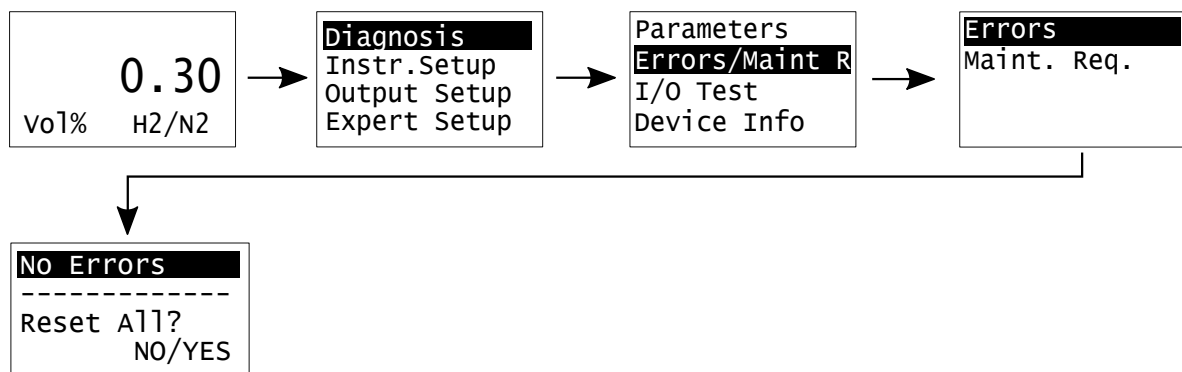 0.30
Vol% H2/N2
Diagnosis
Instr.Setup
Output Setup
Expert Setup
Parameters
Errors/Maint R
I/O Test
Device Info
Errors
Maint. Req.
No Errors
-------------
Reset All?
NO/YES